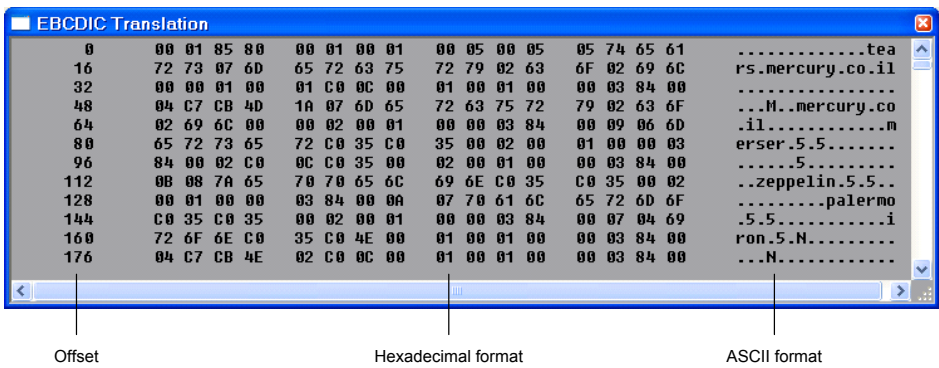 EBCDIC Translation
0 00 01 85 80 00 01 00 01 00 05 00 05 05 74 65 61 .............tea
16 72 73 07 6D 65 72 63 75 72 79 02 63 6F 02 69 6C rs.mercury.co.il
32 00 00 01 00 01 C0 0C 00 01 00 01 00 00 03 84 00 ................
48 04 C7 CB 4D 1A 07 6D 65 72 63 75 72 79 02 63 6F ...M..mercury.co
64 02 69 6C 00 00 02 00 01 00 00 03 84 00 09 06 6D .il............m
80 65 72 73 65 72 C0 35 C0 35 00 02 00 01 00 00 03 erser.5.5.......
96 84 00 02 C0 0C C0 35 00 02 00 01 00 00 03 84 00 ......5.........
112 0B 08 7A 65 70 70 65 6C 69 6E C0 35 C0 35 00 02 ..zeppelin.5.5..
128 00 01 00 00 03 84 00 0A 07 70 61 6C 65 72 6D 6F .........palermo
144 C0 35 C0 35 00 02 00 01 00 00 03 84 00 07 04 69 .5.5...........i
160 72 6F 6E C0 35 C0 4E 00 01 00 01 00 00 03 84 00 ron.5.N.........
176 04 C7 CB 4E 02 C0 0C 00 01 00 01 00 00 03 84 00 ...N............
Offset Hexadecimal format ASCII format